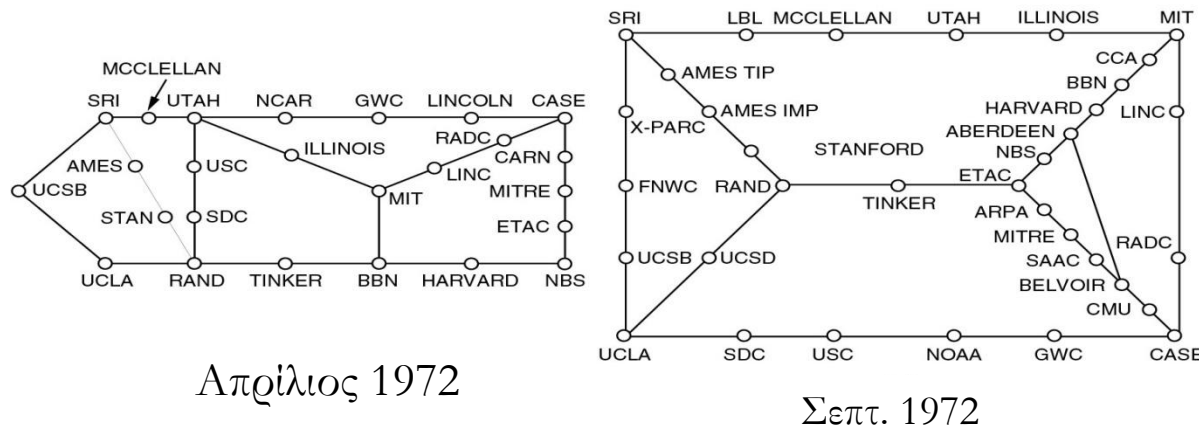 MCCLELLAN
SRI UTAH NCAR GWC LINCOLN CASE
RADC
ILLINOIS CARN
AMES USC LINC
UCSB MIT MITRE
STAN SDC ETAC
UCLA RAND TINKER BBN HARVARD NBS
Απρίλιος 1972
SRI LBL MCCLELLAN UTAH ILLINOIS MIT
CCA
AMES TIP BBN
AMES IMP HARVARD LINC
X-PARC ABERDEEN
STANFORD NBS
FNWC RAND ETAC
TINKER
ARPA
MITRE RADC
UCSB UCSD SAAC
BELVOIR
CMU
UCLA SDC USC NOAA GWC CASE
Σεπτ. 1972